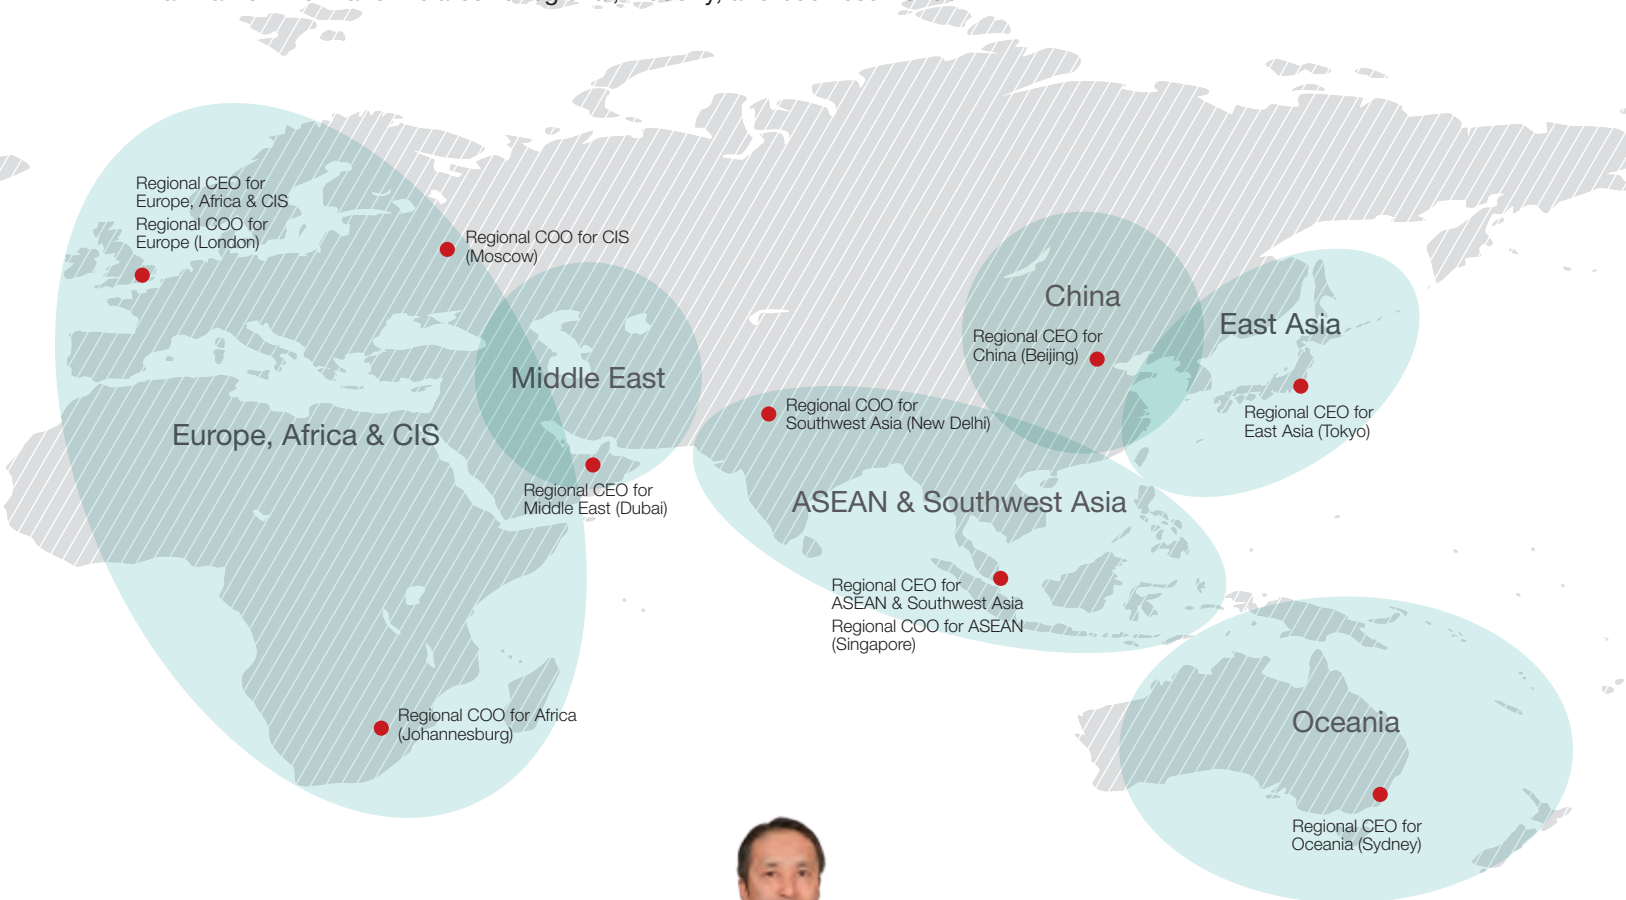 Regional CEO for
Europe, Africa & CIS
Regional COO for
Europe (London)
Regional COO for CIS
(Moscow)
Middle East
Europe, Africa & CIS
Regional CEO for
Middle East (Dubai)
Regional COO for Africa
(Johannesburg)
China
Regional CEO for
China (Beijing)
East Asia
Regional CEO for
East Asia (Tokyo)
Regional COO for
Southwest Asia (New Delhi)
ASEAN & Southwest Asia
Regional CEO for
ASEAN & Southwest Asia
Regional COO for ASEAN
(Singapore)
Oceania
Regional CEO for
Oceania (Sydney)